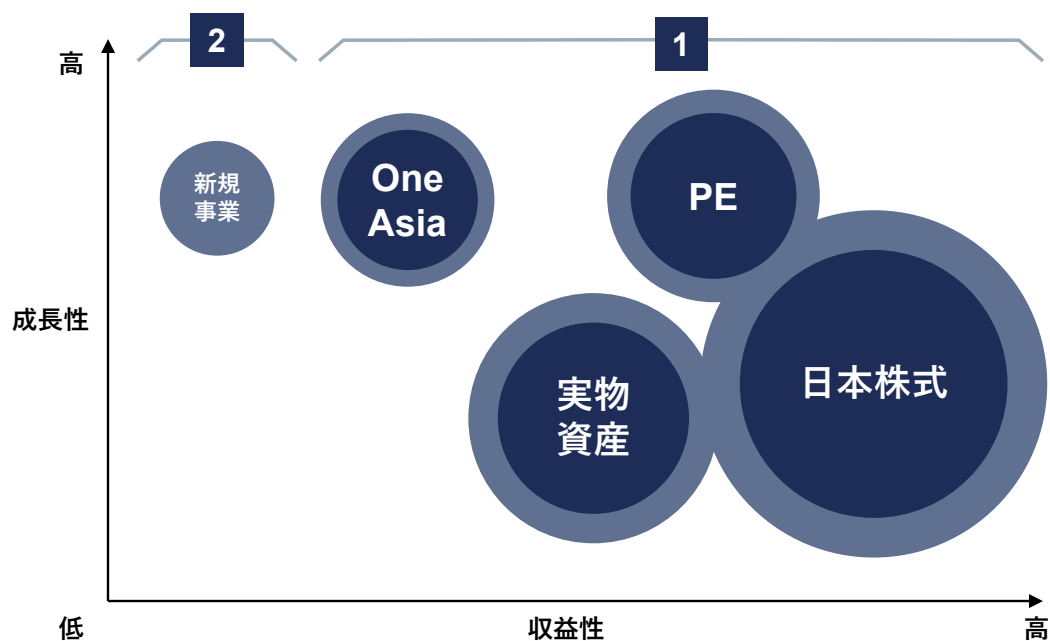 2
1
高
新規
事業
One
Asia
PE
成長性
実物
資産
日本株式
低
収益性
高